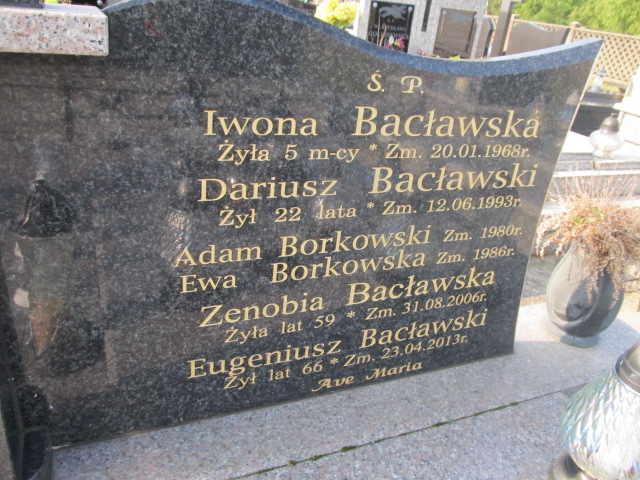 Ś. P.
Iwona Bacławska
Żyła 5 m-cy * Zm. 20.01.1968r.
Dariusz Bacławski
Żył 22 lata * Zm. 12.06.1993r.
Adam Borkowski Zm. 1980r.
Ewa Borkowska Zm. 1986r.
Zenobia Bacławska
Żyła lat 59 * Zm. 31.08.2006r.
Eugeniusz Bacławski
Żył lat 66 * Zm. 23.04.2013r.
Ave Maria